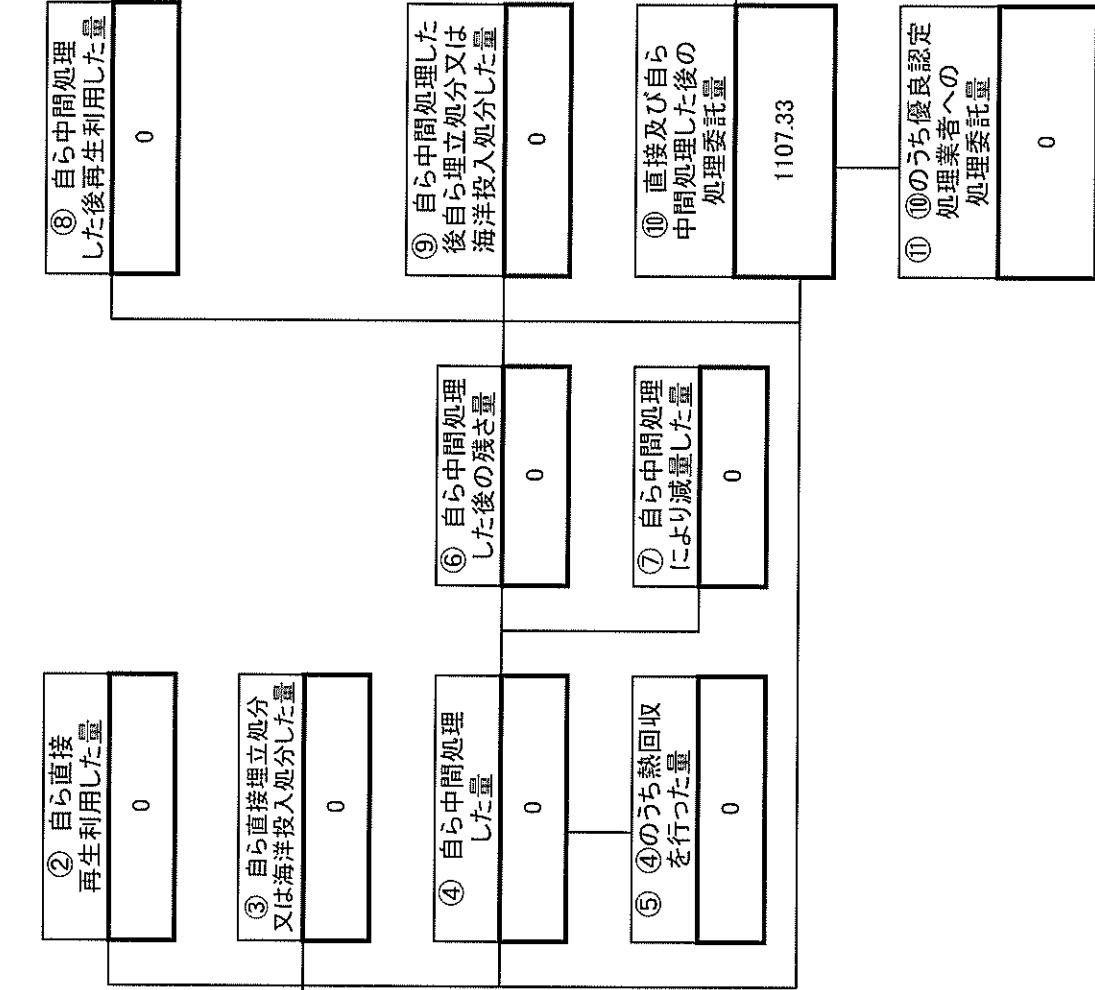 ② 自ら直接
再生利用した量
0
③ 自ら直接埋立処分
又は海洋投入処分した量
0
④ 自ら中間処理
した量
0
⑤ ④のうち熱回収
を行った量
0
⑥ 自ら中間処理
した後の残さ量
0
⑦ 自ら中間処理
により減量した量
0
⑧ 自ら中間処理
した後再生利用した量
0
⑨ 自ら中間処理した
後自ら埋立処分又は
海洋投入処分した量
0
⑩ 直接及び自ら
中間処理した後の
処理委託量
1107.33
⑪ ⑩のうち優良認定
処理業者への
処理委託量
0